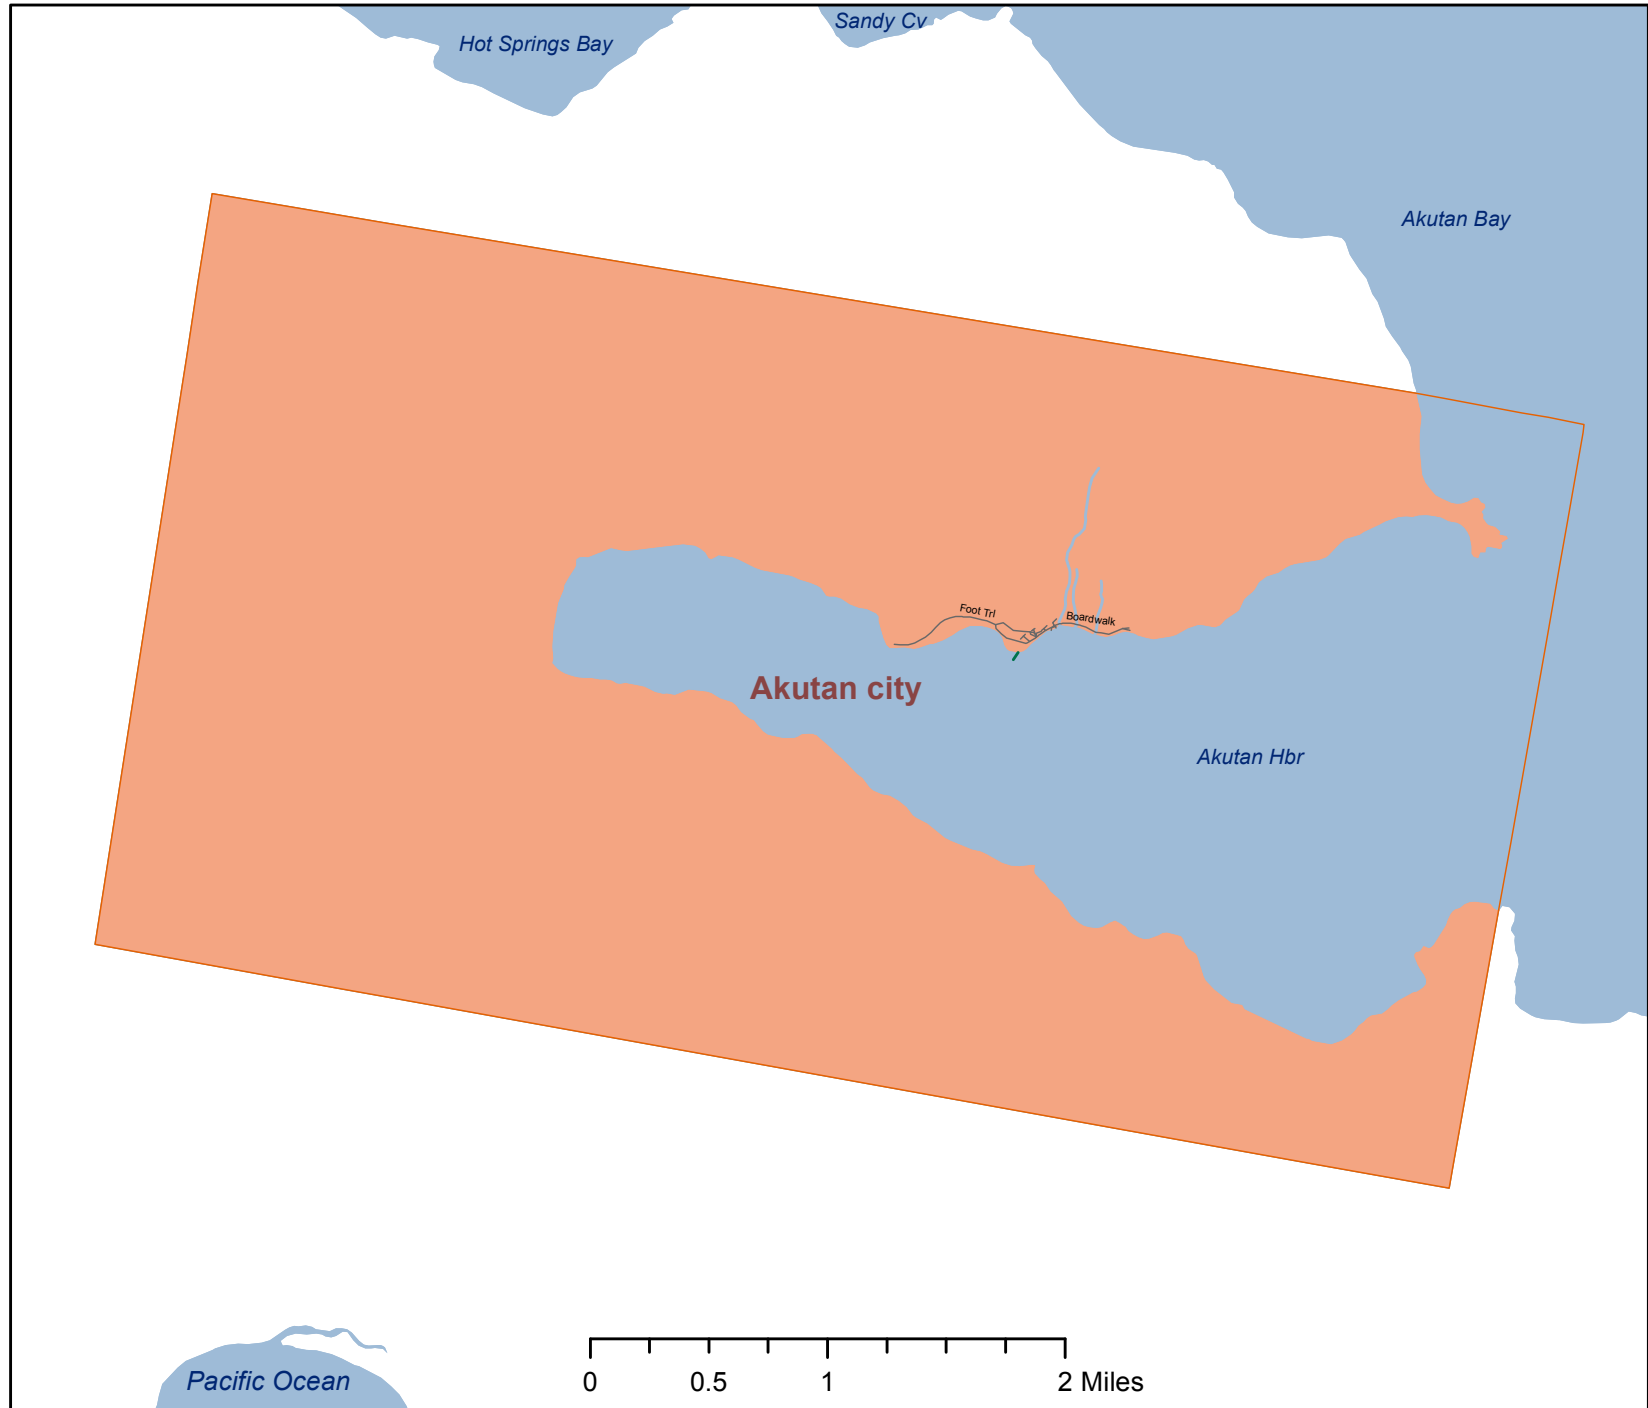 Sandy Cv
Hot Springs Bay
Akutan Bay
Foot Trl
Boardwalk
Akutan city
Akutan Hbr
Pacific Ocean
0 0.5 1 2 Miles